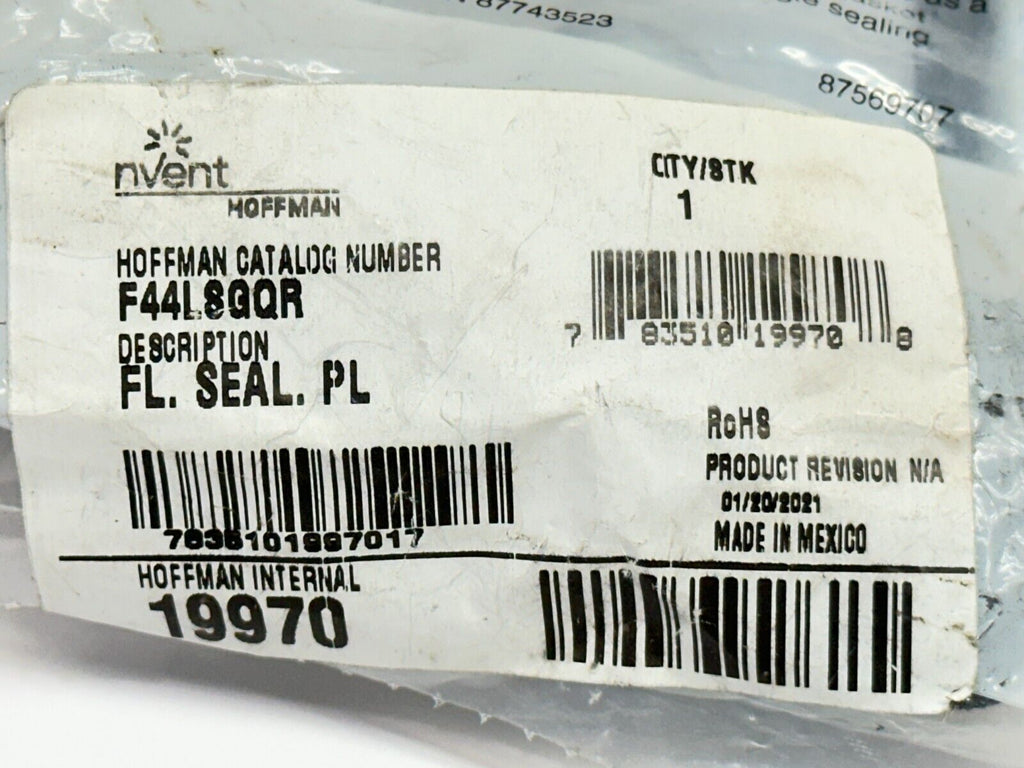 87743523
as a
sealing
87569707
nVent
HOFFMAN
HOFFMAN CATALOG NUMBER
F44LSGQR
DESCRIPTION
FL. SEAL. PL
7835101997017
HOFFMAN INTERNAL
19970
QTY/STK
1
7 83510 19970 8
RoHS
PRODUCT REVISION N/A
01/20/2021
MADE IN MEXICO